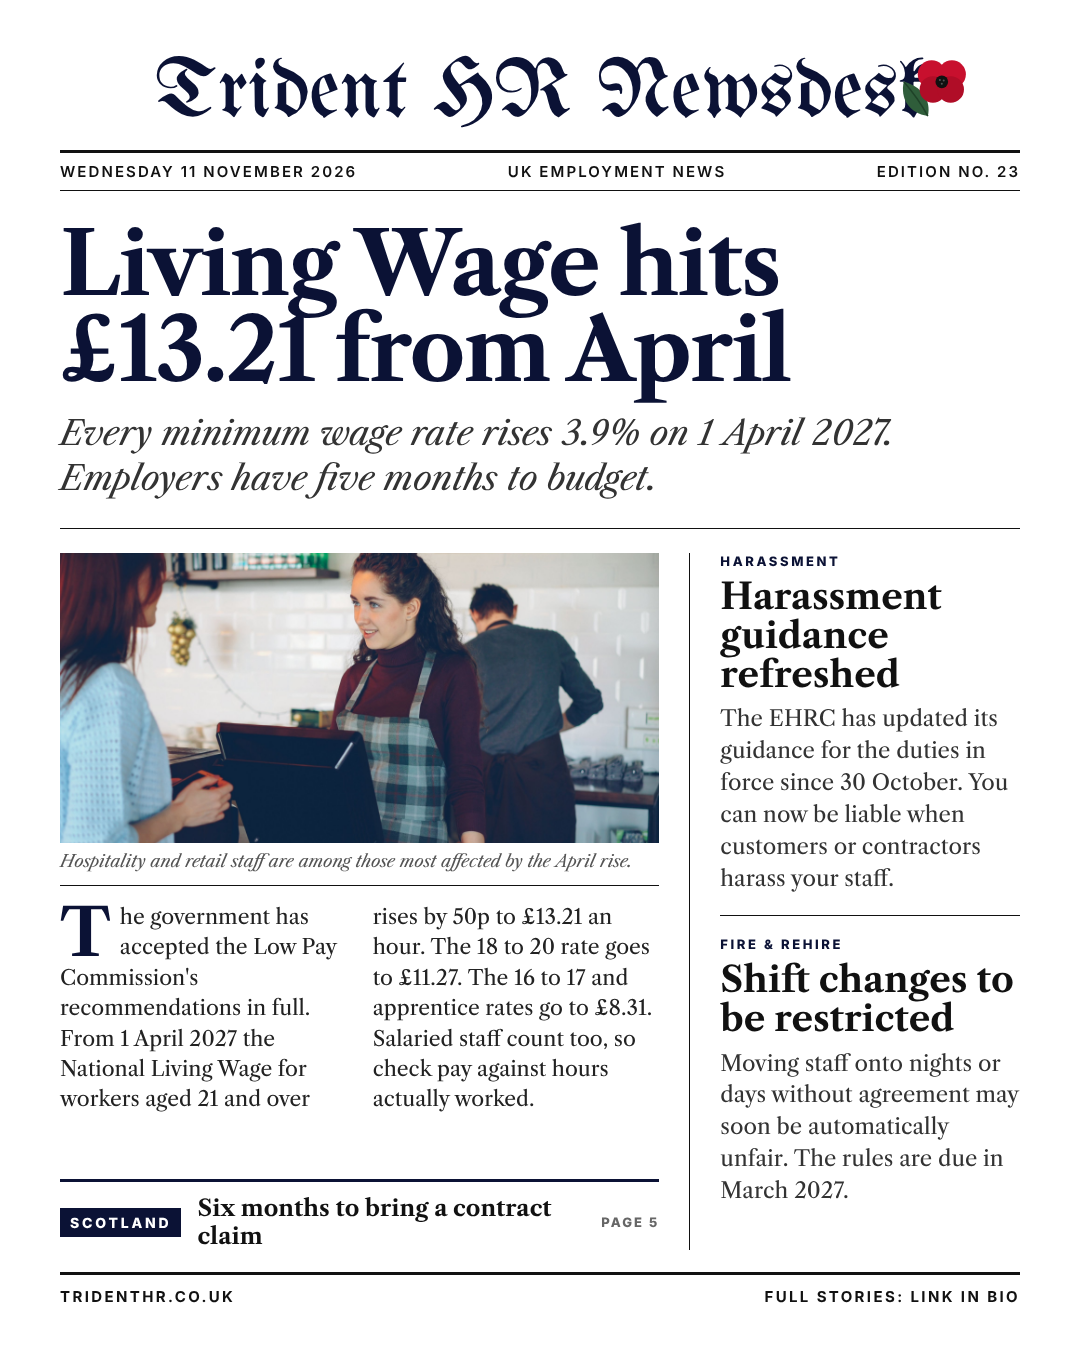 Trident HR Newsdesk
WEDNESDAY 11 NOVEMBER 2026
UK EMPLOYMENT NEWS
EDITION NO. 23
Living Wage hits
£13.21 from April
Every minimum wage rate rises 3.9% on 1 April 2027.
Employers have five months to budget.
Hospitality and retail staff are among those most affected by the April rise.
The government has
accepted the Low Pay
Commission's
recommendations in full.
From 1 April 2027 the
National Living Wage for
workers aged 21 and over
rises by 50p to £13.21 an
hour. The 18 to 20 rate goes
to £11.27. The 16 to 17 and
apprentice rates go to £8.31.
Salaried staff count too, so
check pay against hours
actually worked.
SCOTLAND
Six months to bring a contract
claim
PAGE 5
HARASSMENT
Harassment
guidance
refreshed
The EHRC has updated its
guidance for the duties in
force since 30 October. You
can now be liable when
customers or contractors
harass your staff.
FIRE & REHIRE
Shift changes to
be restricted
Moving staff onto nights or
days without agreement may
soon be automatically
unfair. The rules are due in
March 2027.
TRIDENTHR.CO.UK
FULL STORIES: LINK IN BIO